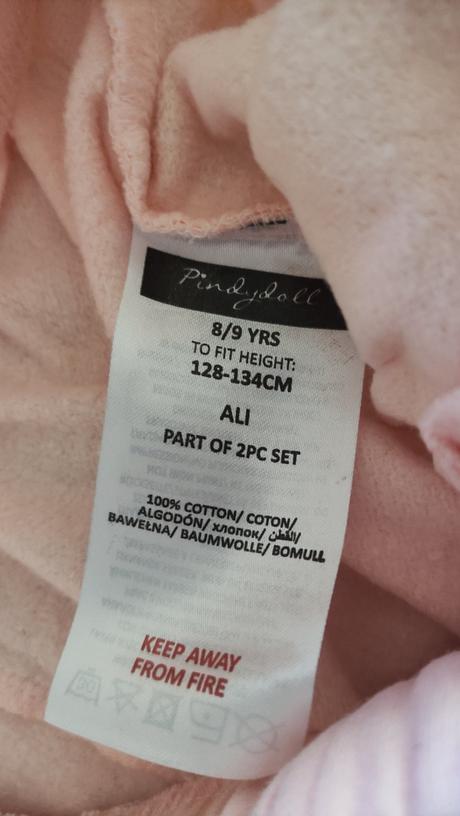 Pindydoll
8/9 YRS
TO FIT HEIGHT:
128-134CM
ALI
PART OF 2PC SET
100% COTTON/ COTON/
ALGODÓN/ хлопок/ القطن/
BAWEŁNA/ BAUMWOLLE/ BOMULL
KEEP AWAY
FROM FIRE